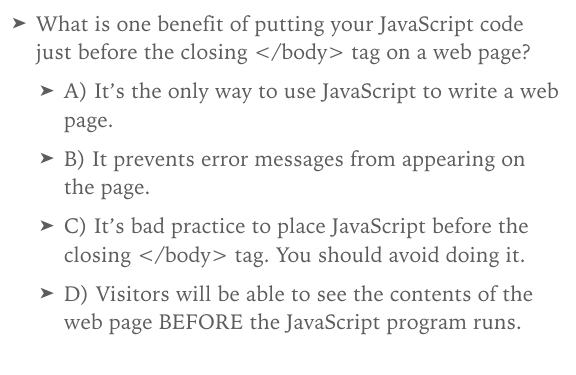 ➤ What is one benefit of putting your JavaScript code
just before the closing </body> tag on a web page?
➤ A) It’s the only way to use JavaScript to write a web
page.
➤ B) It prevents error messages from appearing on
the page.
➤ C) It’s bad practice to place JavaScript before the
closing </body> tag. You should avoid doing it.
➤ D) Visitors will be able to see the contents of the
web page BEFORE the JavaScript program runs.